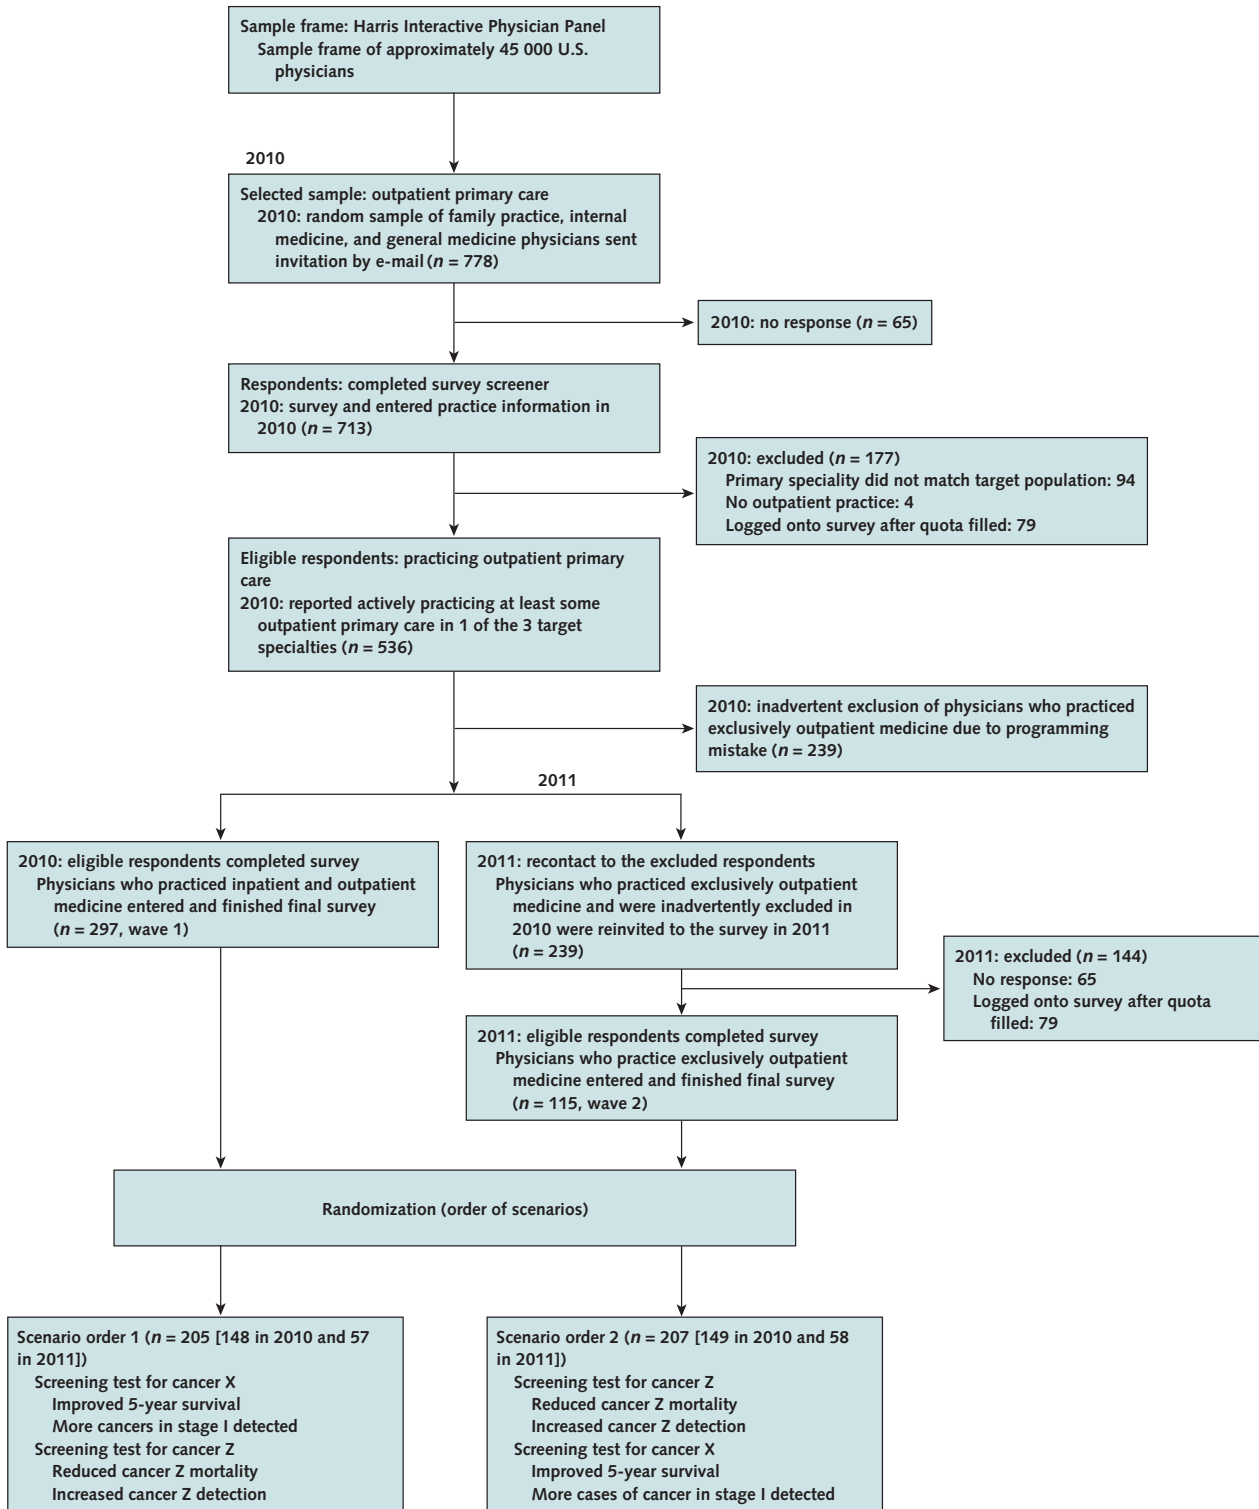 Sample frame: Harris Interactive Physician Panel
Sample frame of approximately 45 000 U.S.
physicians
2010
Selected sample: outpatient primary care
2010: random sample of family practice, internal
medicine, and general medicine physicians sent
invitation by e-mail (n = 778)
2010: no response (n = 65)
Respondents: completed survey screener
2010: survey and entered practice information in
2010 (n = 713)
2010: excluded (n = 177)
Primary speciality did not match target population: 94
No outpatient practice: 4
Logged onto survey after quota filled: 79
Eligible respondents: practicing outpatient primary
care
2010: reported actively practicing at least some
outpatient primary care in 1 of the 3 target
specialties (n = 536)
2010: inadvertent exclusion of physicians who practiced
exclusively outpatient medicine due to programming
mistake (n = 239)
2011
2010: eligible respondents completed survey
Physicians who practiced inpatient and outpatient
medicine entered and finished final survey
(n = 297, wave 1)
2011: recontact to the excluded respondents
Physicians who practiced exclusively outpatient
medicine and were inadvertently excluded in
2010 were reinvited to the survey in 2011
(n = 239)
2011: excluded (n = 144)
No response: 65
Logged onto survey after quota
filled: 79
2011: eligible respondents completed survey
Physicians who practice exclusively outpatient
medicine entered and finished final survey
(n = 115, wave 2)
Randomization (order of scenarios)
Scenario order 1 (n = 205 [148 in 2010 and 57
in 2011])
Screening test for cancer X
Improved 5-year survival
More cancers in stage I detected
Screening test for cancer Z
Reduced cancer Z mortality
Increased cancer Z detection
Scenario order 2 (n = 207 [149 in 2010 and 58
in 2011])
Screening test for cancer Z
Reduced cancer Z mortality
Increased cancer Z detection
Screening test for cancer X
Improved 5-year survival
More cases of cancer in stage I detected